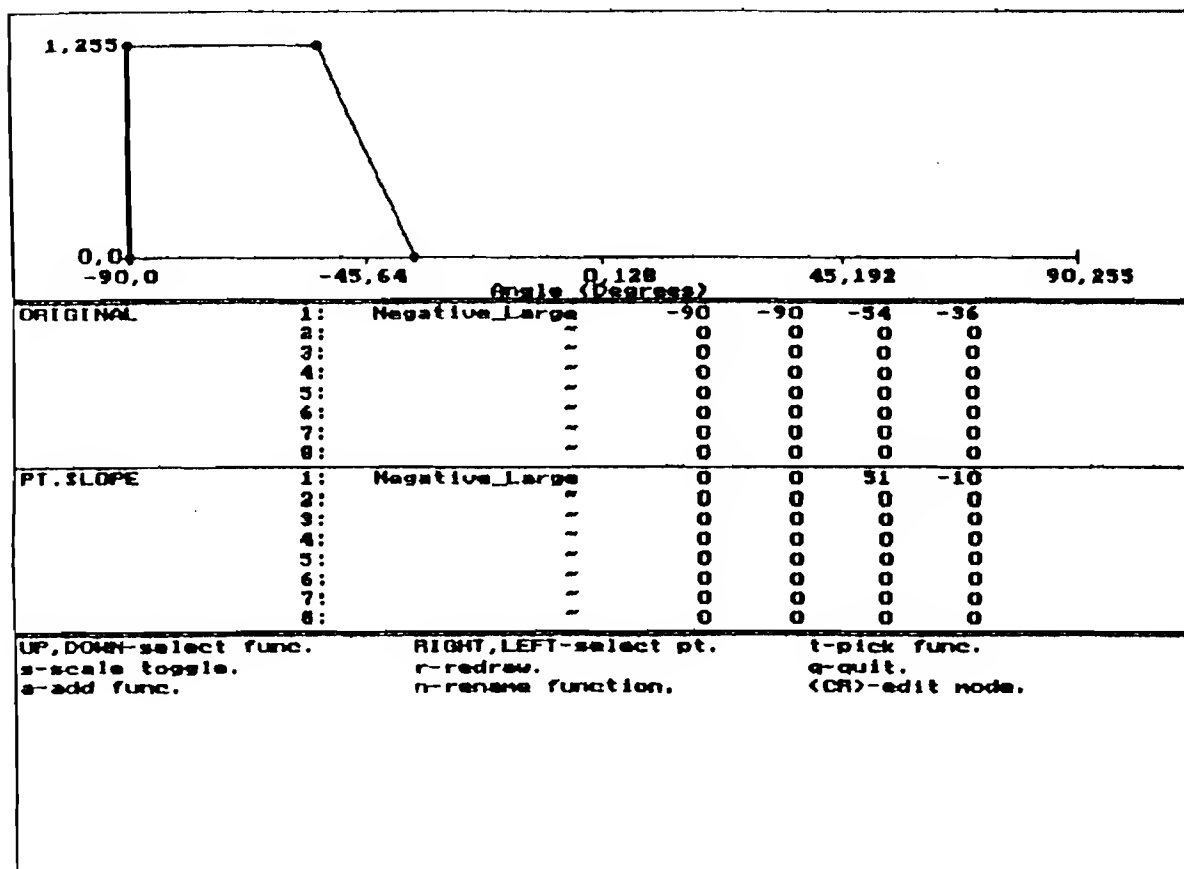 1,255
0,0
-90,0 -45,64 0,128 45,192 90,255
Angle (Degrees)
ORIGINAL 1: Negative_Large -90 -90 -54 -36
2: ~ 0 0 0 0
3: ~ 0 0 0 0
4: ~ 0 0 0 0
5: ~ 0 0 0 0
6: ~ 0 0 0 0
7: ~ 0 0 0 0
8: ~ 0 0 0 0
PT.SLOPE 1: Negative_Large 0 0 51 -10
2: ~ 0 0 0 0
3: ~ 0 0 0 0
4: ~ 0 0 0 0
5: ~ 0 0 0 0
6: ~ 0 0 0 0
7: ~ 0 0 0 0
8: ~ 0 0 0 0
UP,DOWN-select func. RIGHT,LEFT-select pt. t-pick func.
s-scale toggle. r-redraw. q-quit.
a-add func. n-rename function. <CR>-edit mode.